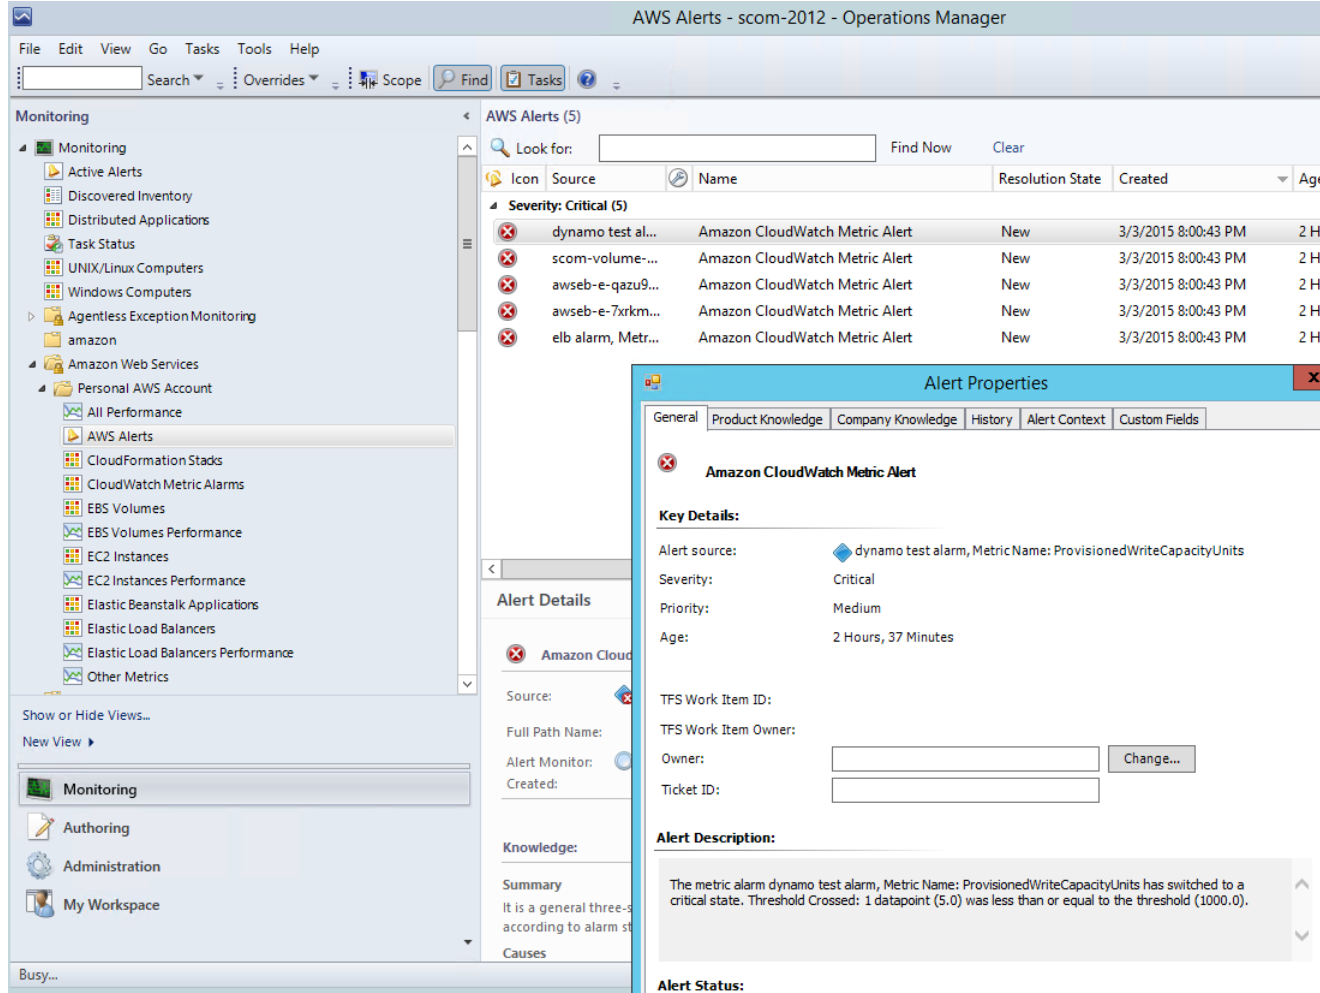 AWS Alerts - scom-2012 - Operations Manager
File Edit View Go Tasks Tools Help
Search Overrides Scope Find Tasks
Monitoring
Monitoring
Active Alerts
Discovered Inventory
Distributed Applications
Task Status
UNIX/Linux Computers
Windows Computers
Agentless Exception Monitoring
amazon
Amazon Web Services
Personal AWS Account
All Performance
AWS Alerts
CloudFormation Stacks
CloudWatch Metric Alarms
EBS Volumes
EBS Volumes Performance
EC2 Instances
EC2 Instances Performance
Elastic Beanstalk Applications
Elastic Load Balancers
Elastic Load Balancers Performance
Other Metrics
Show or Hide Views...
New View
Monitoring
Authoring
Administration
My Workspace
Busy...
AWS Alerts (5)
Look for: Find Now Clear
Icon Source Name Resolution State Created Age
Severity: Critical (5)
dynamo test al... Amazon CloudWatch Metric Alert New 3/3/2015 8:00:43 PM 2 H
scom-volume-... Amazon CloudWatch Metric Alert New 3/3/2015 8:00:43 PM 2 H
awseb-e-qazu9... Amazon CloudWatch Metric Alert New 3/3/2015 8:00:43 PM 2 H
awseb-e-7xrkm... Amazon CloudWatch Metric Alert New 3/3/2015 8:00:43 PM 2 H
elb alarm, Metr... Amazon CloudWatch Metric Alert New 3/3/2015 8:00:43 PM 2 H
Alert Details
Amazon Cloud
Source:
Full Path Name:
Alert Monitor:
Created:
Knowledge:
Summary
It is a general three-s
according to alarm st
Causes
Alert Properties
General Product Knowledge Company Knowledge History Alert Context Custom Fields
Amazon CloudWatch Metric Alert
Key Details:
Alert source: dynamo test alarm, Metric Name: ProvisionedWriteCapacityUnits
Severity: Critical
Priority: Medium
Age: 2 Hours, 37 Minutes
TFS Work Item ID:
TFS Work Item Owner:
Owner: Change...
Ticket ID:
Alert Description:
The metric alarm dynamo test alarm, Metric Name: ProvisionedWriteCapacityUnits has switched to a
critical state. Threshold Crossed: 1 datapoint (5.0) was less than or equal to the threshold (1000.0).
Alert Status: